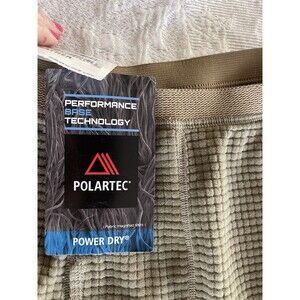 PERFORMANCE
BASE
TECHNOLOGY
POLARTEC®
POWER DRY®